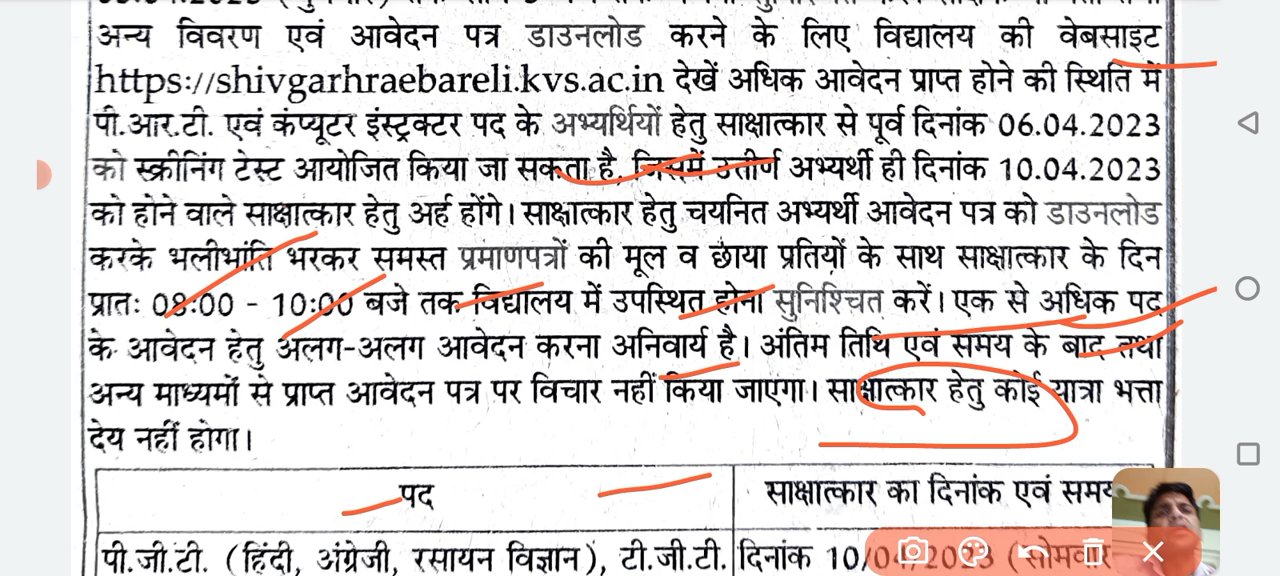 अन्य विवरण एवं आवेदन पत्र डाउनलोड करने के लिए विद्यालय की वेबसाइट
https://shivgarhraebareli.kvs.ac.in देखें अधिक आवेदन प्राप्त होने की स्थिति में
पी.आर.टी. एवं कंप्यूटर इंस्ट्रक्टर पद के अभ्यर्थियों हेतु साक्षात्कार से पूर्व दिनांक 06.04.2023
को स्क्रीनिंग टेस्ट आयोजित किया जा सकता है, जिसमें उतीर्ण अभ्यर्थी ही दिनांक 10.04.2023
को होने वाले साक्षात्कार हेतु अर्ह होंगे। साक्षात्कार हेतु चयनित अभ्यर्थी आवेदन पत्र को डाउनलोड
करके भलीभांति भरकर समस्त प्रमाणपत्रों की मूल व छाया प्रतियों के साथ साक्षात्कार के दिन
प्रातः 08:00 - 10:00 बजे तक विद्यालय में उपस्थित होना सुनिश्चित करें। एक से अधिक पद
के आवेदन हेतु अलग-अलग आवेदन करना अनिवार्य है। अंतिम तिथि एवं समय के बाद तथा
अन्य माध्यमों से प्राप्त आवेदन पत्र पर विचार नहीं किया जाएगा। साक्षात्कार हेतु कोई यात्रा भत्ता
देय नहीं होगा।
पद साक्षात्कार का दिनांक एवं समय
पी.जी.टी. (हिंदी, अंग्रेजी, रसायन विज्ञान), टी.जी.टी. दिनांक 10/04/2023 (सोमवार